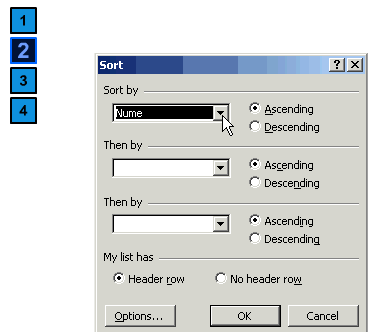 1
2
3
4
Sort
Sort by
Nume
Ascending
Descending
Then by
Ascending
Descending
Then by
Ascending
Descending
My list has
Header row
No header row
Options...
OK
Cancel